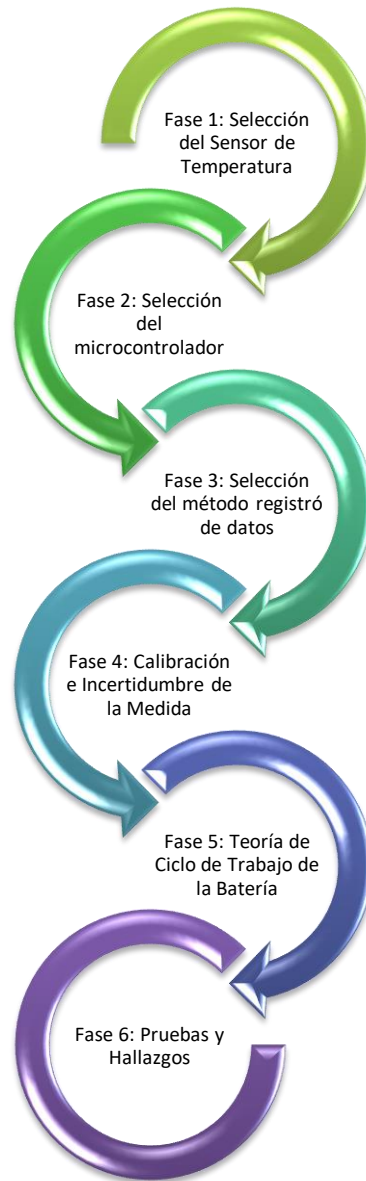 Fase 1: Selección
del Sensor de
Temperatura
Fase 2: Selección
del
microcontrolador
Fase 3: Selección
del método registró
de datos
Fase 4: Calibración
e Incertidumbre de
la Medida
Fase 5: Teoría de
Ciclo de Trabajo de
la Batería
Fase 6: Pruebas y
Hallazgos